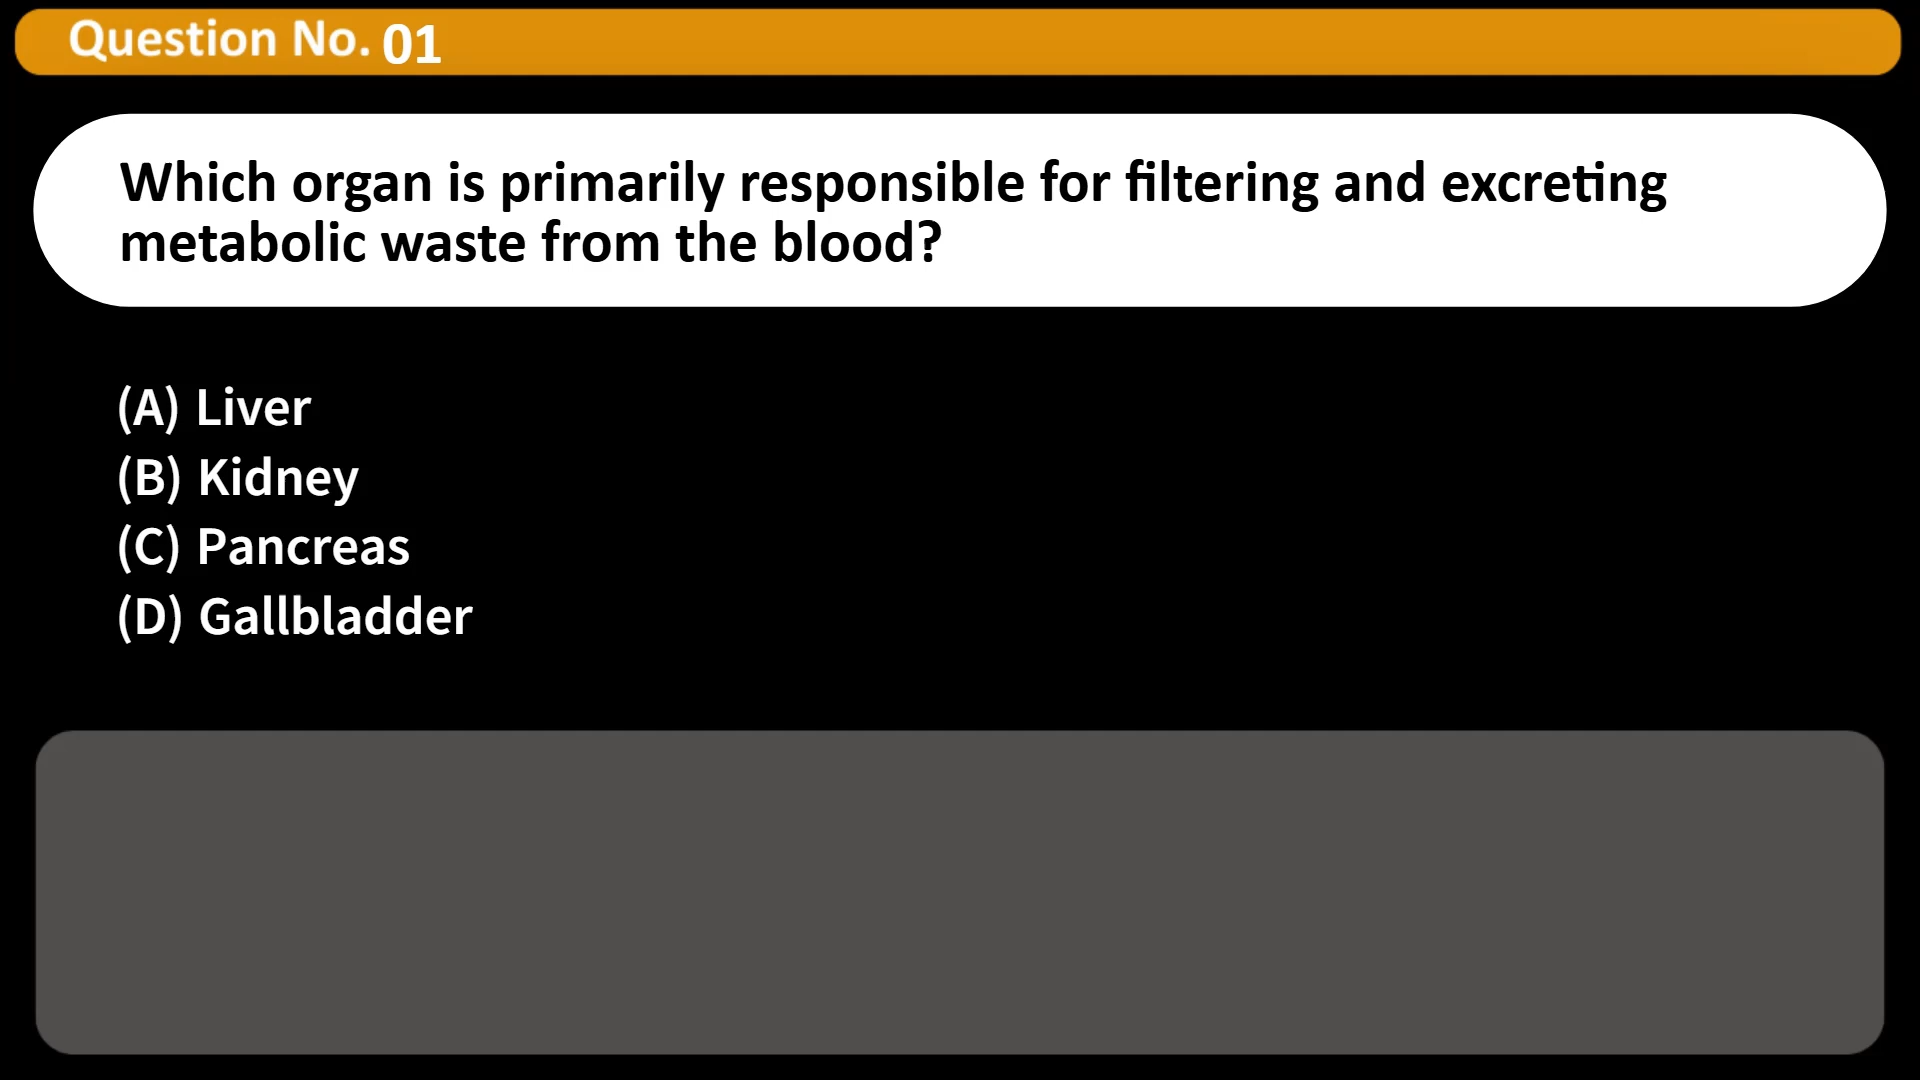 Question No. 01
Which organ is primarily responsible for filtering and excreting
metabolic waste from the blood?
(A) Liver
(B) Kidney
(C) Pancreas
(D) Gallbladder